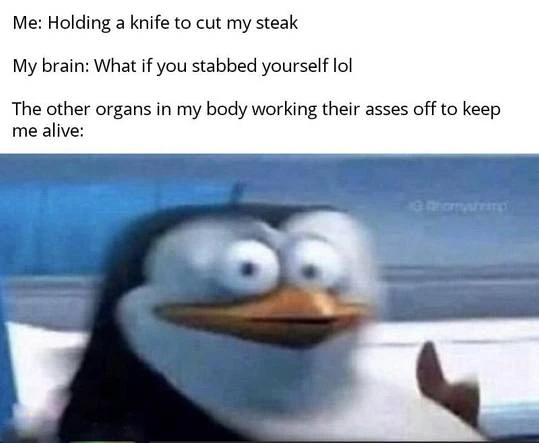 Me: Holding a knife to cut my steak
My brain: What if you stabbed yourself lol
The other organs in my body working their asses off to keep
me alive: